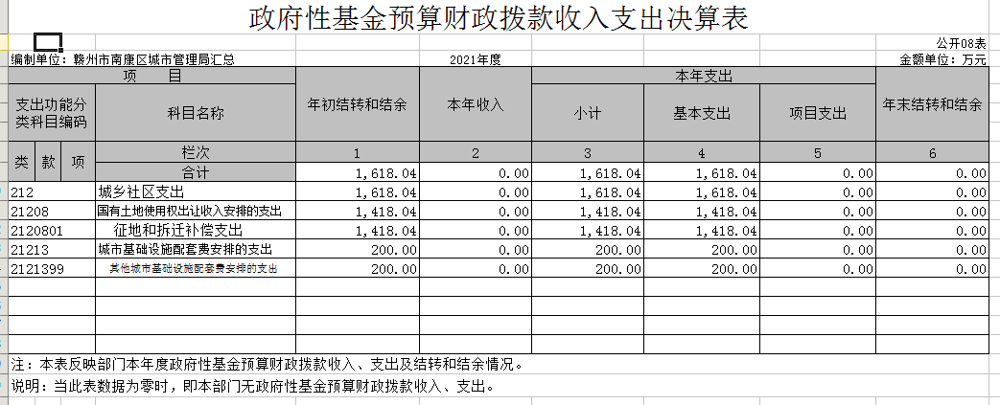 政府性基金预算财政拨款收入支出决算表
公开08表
编制单位：赣州市南康区城市管理局汇总 2021年度 金额单位：万元
项 目 年初结转和结余 本年收入 本年支出 年末结转和结余
支出功能分类科目编码 科目名称 小计 基本支出 项目支出
类 款 项 栏次 1 2 3 4 5 6
合计 1,618.04 0.00 1,618.04 1,618.04 0.00 0.00
212 城乡社区支出 1,618.04 0.00 1,618.04 1,618.04 0.00 0.00
21208 国有土地使用权出让收入安排的支出 1,418.04 0.00 1,418.04 1,418.04 0.00 0.00
2120801 征地和拆迁补偿支出 1,418.04 0.00 1,418.04 1,418.04 0.00 0.00
21213 城市基础设施配套费安排的支出 200.00 0.00 200.00 200.00 0.00 0.00
2121399 其他城市基础设施配套费安排的支出 200.00 0.00 200.00 200.00 0.00 0.00
注：本表反映部门本年度政府性基金预算财政拨款收入、支出及结转和结余情况。
说明：当此表数据为零时，即本部门无政府性基金预算财政拨款收入、支出。